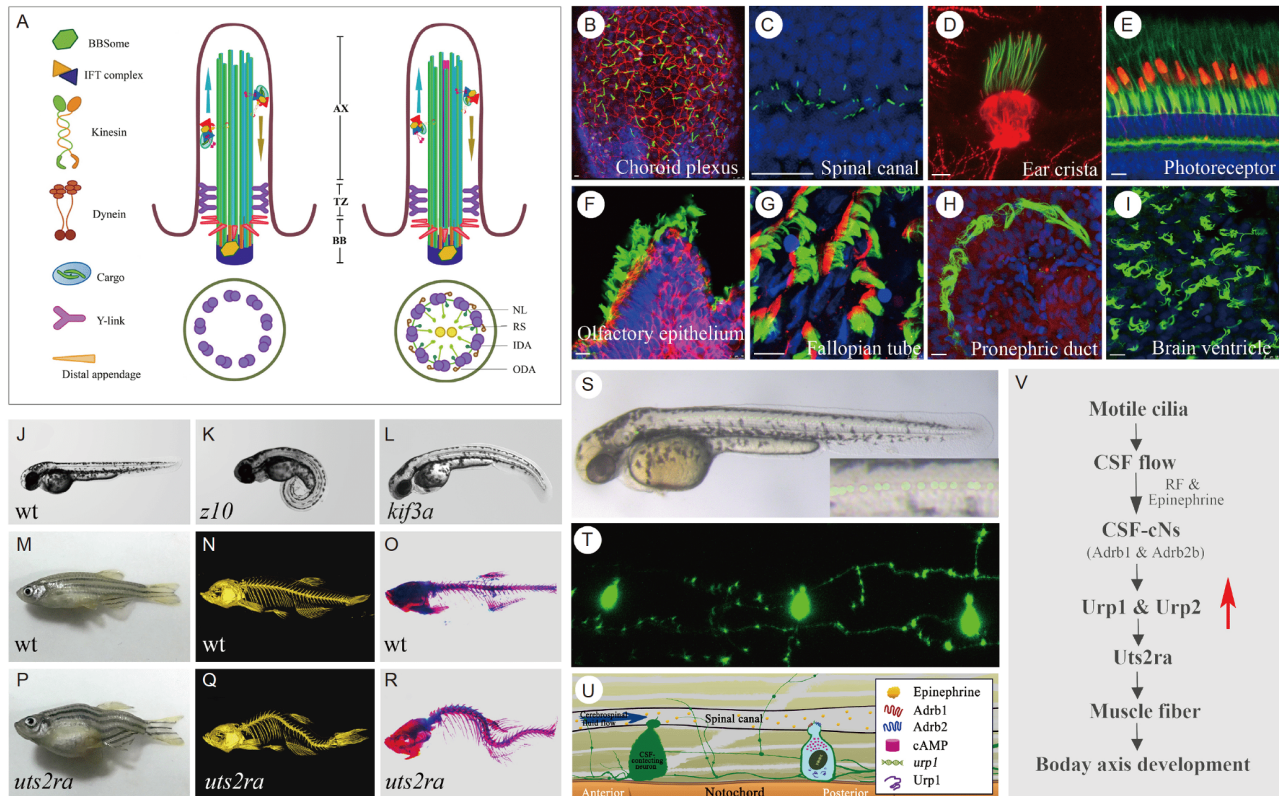 A
BBSome
IFT complex
Kinesin
Dynein
Cargo
Y-link
Distal appendage
AX
TZ
BB
NL
RS
IDA
ODA
B
Choroid plexus
C
Spinal canal
D
Ear crista
E
Photoreceptor
F
Olfactory epithelium
G
Fallopian tube
H
Pronephric duct
I
Brain ventricle
J
wt
K
z10
L
kif3a
M
wt
N
wt
O
wt
P
uts2ra
Q
uts2ra
R
uts2ra
S
T
U
Spinal canal
CSF-
contecting
neuron
Anterior
Notochord
Posterior
Epinephrine
Adrb1
Adrb2
cAMP
urp1
Urp1
V
Motile cilia
CSF flow
RF &
Epinephrine
CSF-cNs
(Adrb1 & Adrb2b)
Urp1 & Urp2
Uts2ra
Muscle fiber
Boday axis development